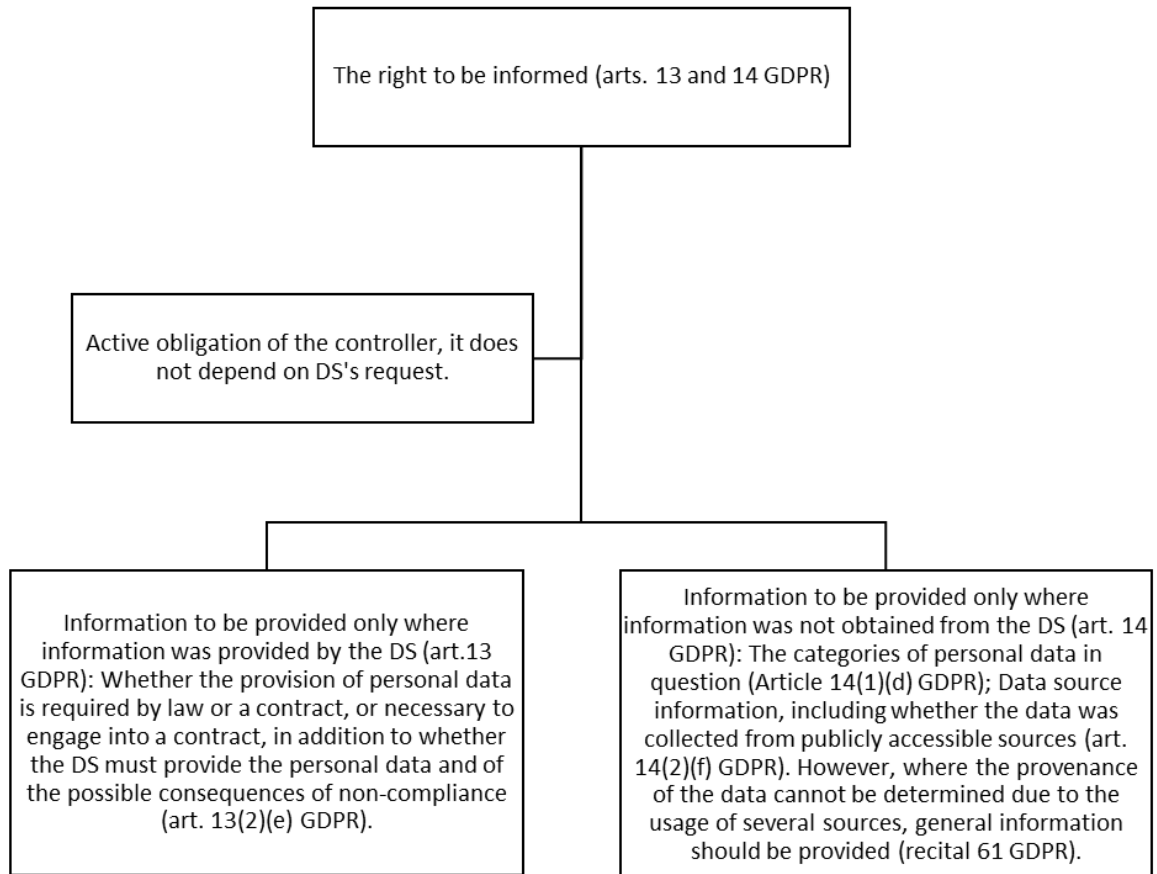 The right to be informed (arts. 13 and 14 GDPR)
Active obligation of the controller, it does
not depend on DS's request.
Information to be provided only where
information was provided by the DS (art.13
GDPR): Whether the provision of personal data
is required by law or a contract, or necessary to
engage into a contract, in addition to whether
the DS must provide the personal data and of
the possible consequences of non-compliance
(art. 13(2)(e) GDPR).
Information to be provided only where
information was not obtained from the DS (art. 14
GDPR): The categories of personal data in
question (Article 14(1)(d) GDPR); Data source
information, including whether the data was
collected from publicly accessible sources (art.
14(2)(f) GDPR). However, where the provenance
of the data cannot be determined due to the
usage of several sources, general information
should be provided (recital 61 GDPR).